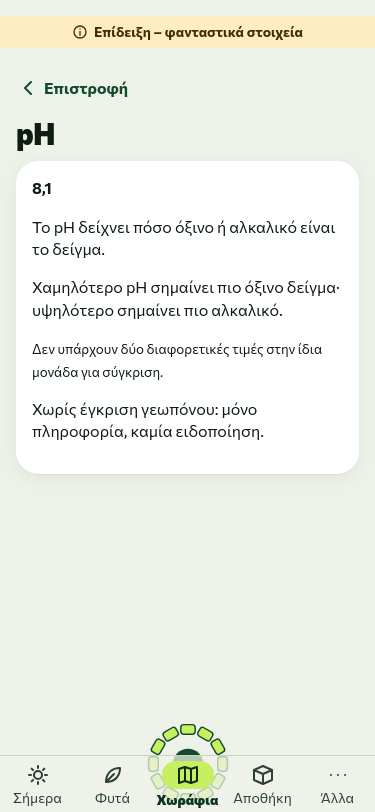 Επίδειξη – φανταστικά στοιχεία
Επιστροφή
pH
8,1
Το pH δείχνει πόσο όξινο ή αλκαλικό είναι
το δείγμα.
Χαμηλότερο pH σημαίνει πιο όξινο δείγμα·
υψηλότερο σημαίνει πιο αλκαλικό.
Δεν υπάρχουν δύο διαφορετικές τιμές στην ίδια
μονάδα για σύγκριση.
Χωρίς έγκριση γεωπόνου: μόνο
πληροφορία, καμία ειδοποίηση.
Σήμερα
Φυτά
Χωράφια
Αποθήκη
Άλλα